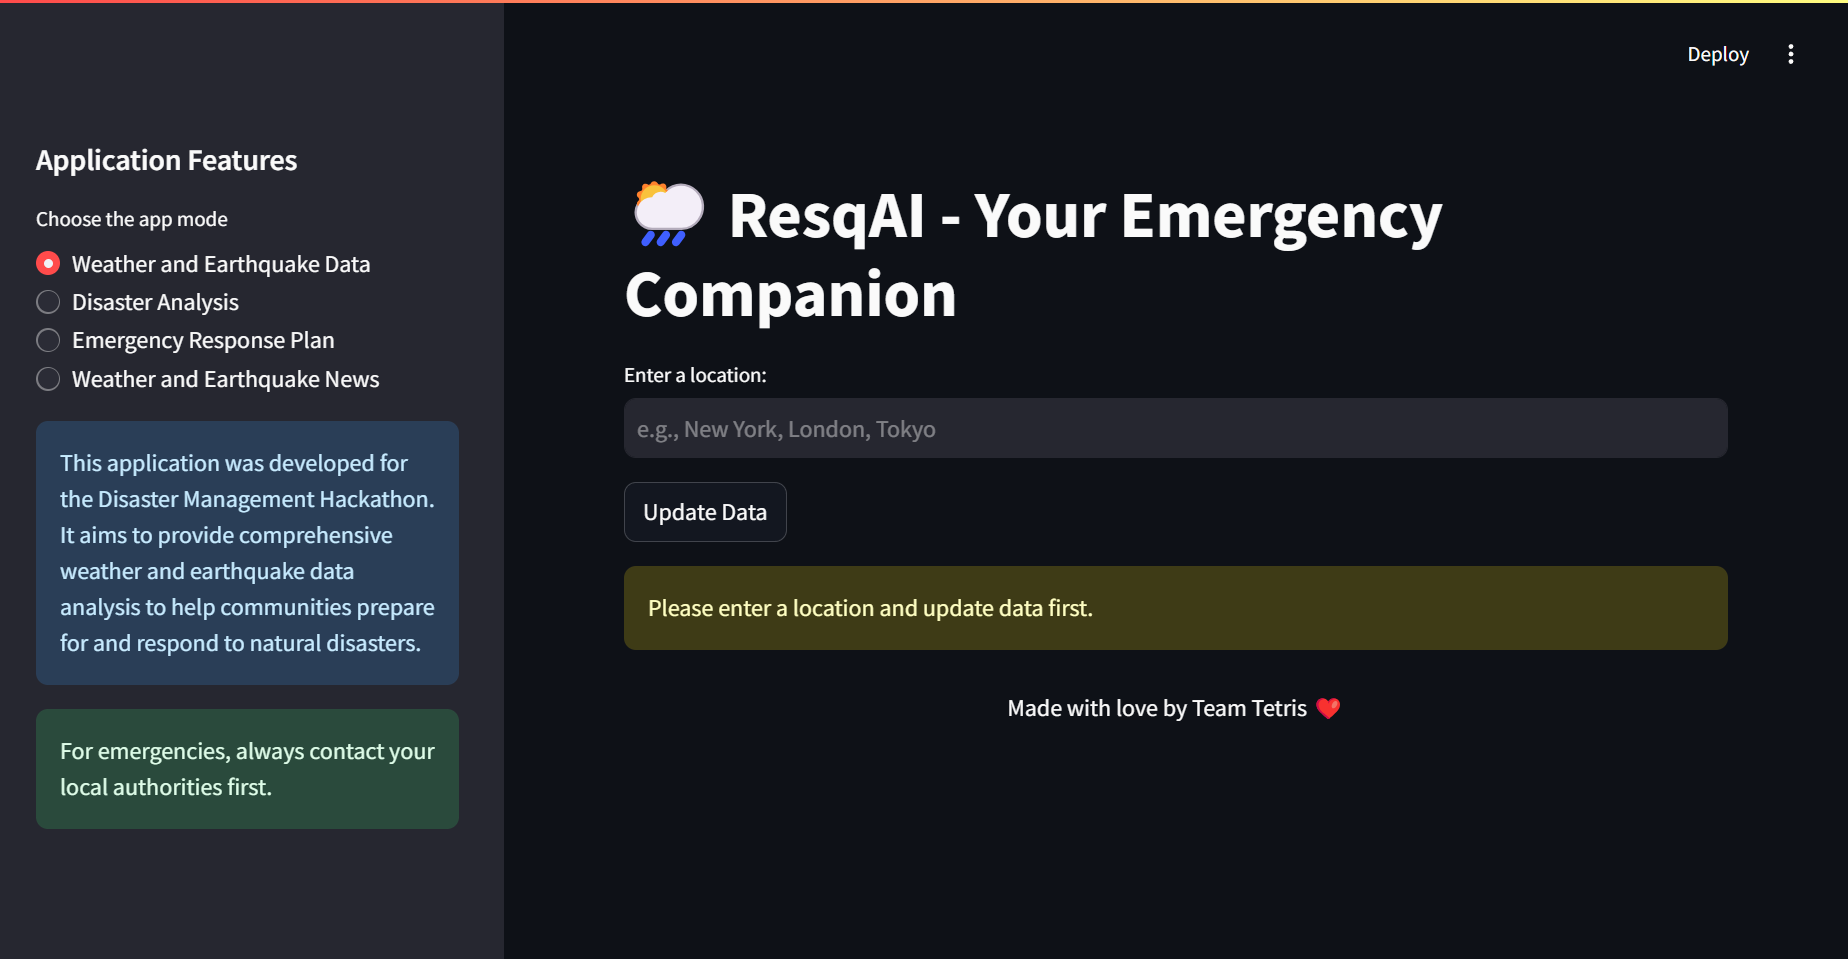 Deploy
Application Features
Choose the app mode
Weather and Earthquake Data
Disaster Analysis
Emergency Response Plan
Weather and Earthquake News
This application was developed for
the Disaster Management Hackathon.
It aims to provide comprehensive
weather and earthquake data
analysis to help communities prepare
for and respond to natural disasters.
For emergencies, always contact your
local authorities first.
ResqAI - Your Emergency
Companion
Enter a location:
e.g., New York, London, Tokyo
Update Data
Please enter a location and update data first.
Made with love by Team Tetris ❤️